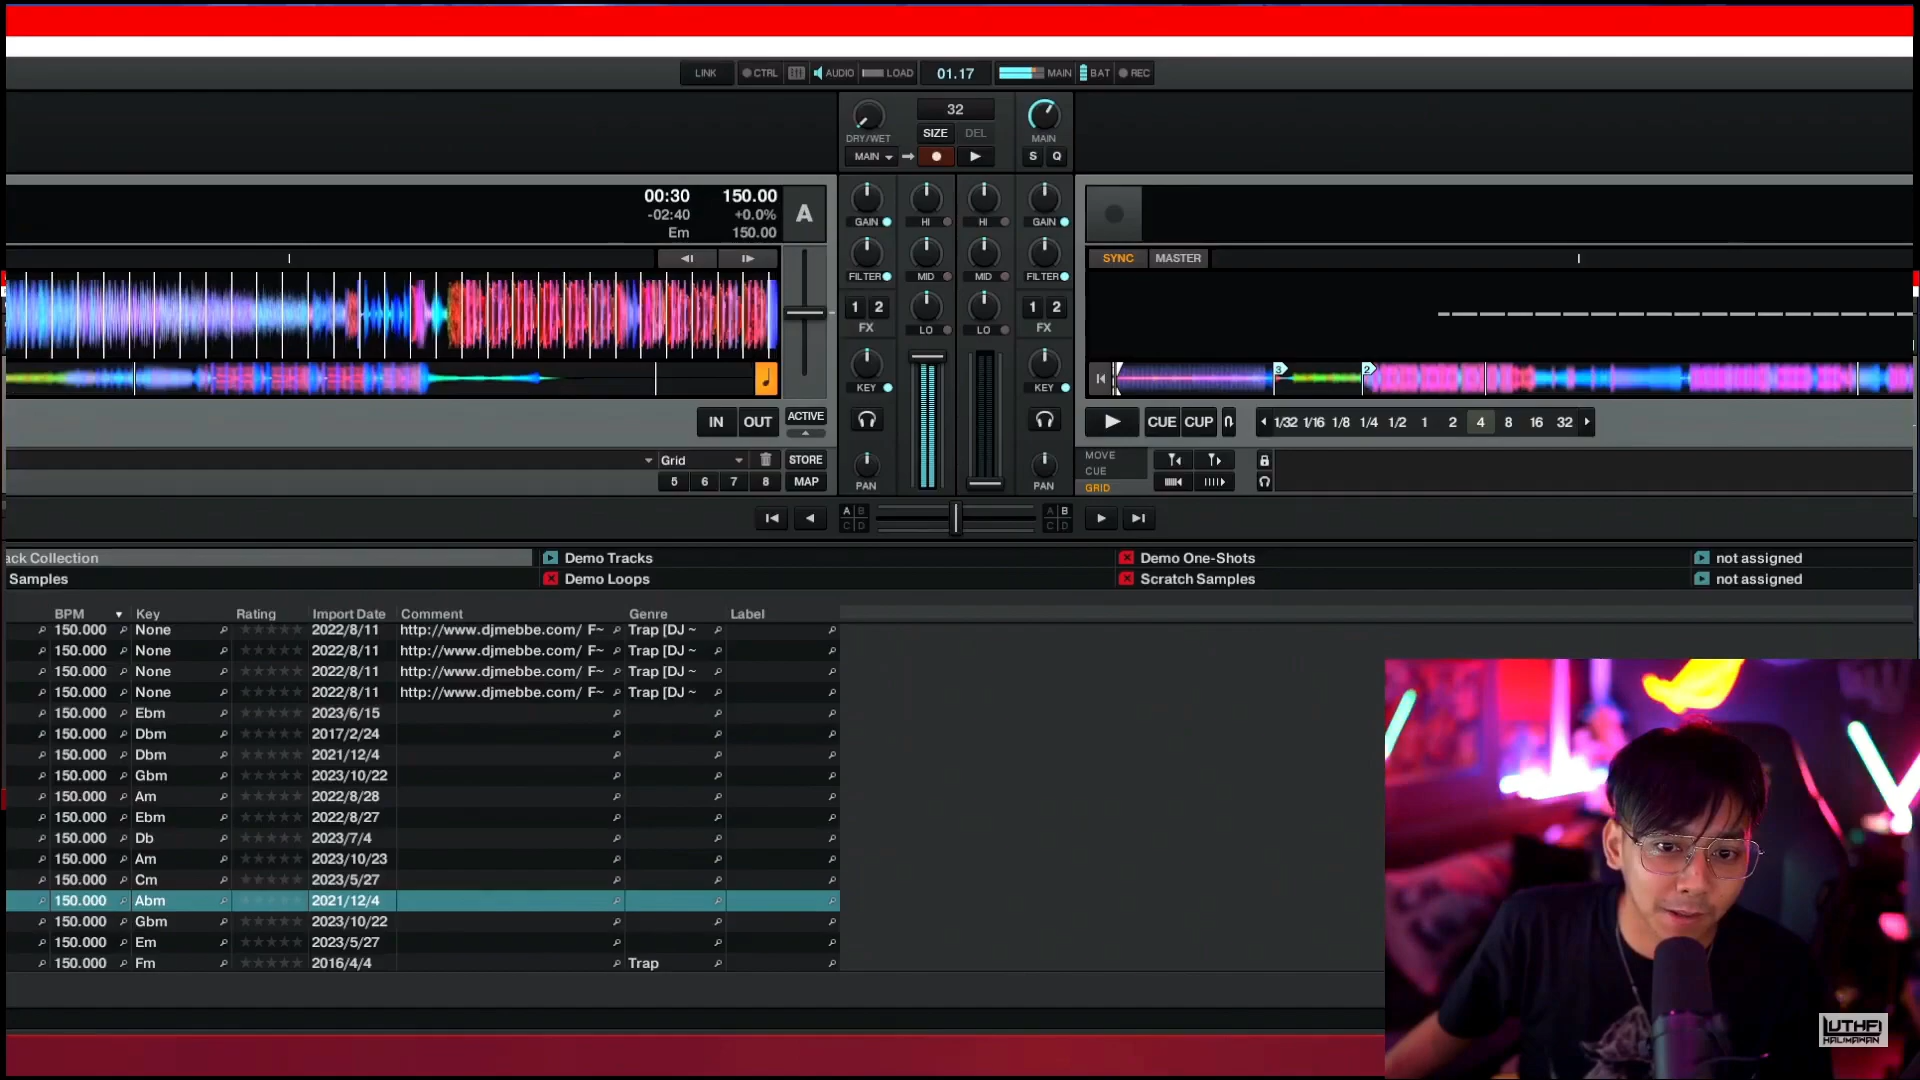 LINK CTRL AUDIO LOAD 01.17 MAIN BAT REC
32
DRY/WET SIZE DEL MAIN
MAIN S Q
00:30 150.00 A
-02:40 +0.0%
Em 150.00
GAIN HI HI GAIN
FILTER MID MID FILTER
SYNC MASTER
1 2 1 2
FX LO LO FX
KEY KEY
3 2
IN OUT ACTIVE
CUE CUP 1/32 1/16 1/8 1/4 1/2 1 2 4 8 16 32
Grid STORE
5 6 7 8 MAP
PAN PAN
MOVE
CUE
GRID
A B A B
C D C D
ack Collection Demo Tracks Demo One-Shots not assigned
Samples Demo Loops Scratch Samples not assigned
BPM Key Rating Import Date Comment Genre Label
150.000 None 2022/8/11 http://www.djmebbe.com/ F~ Trap [DJ ~
150.000 None 2022/8/11 http://www.djmebbe.com/ F~ Trap [DJ ~
150.000 None 2022/8/11 http://www.djmebbe.com/ F~ Trap [DJ ~
150.000 None 2022/8/11 http://www.djmebbe.com/ F~ Trap [DJ ~
150.000 Ebm 2023/6/15
150.000 Dbm 2017/2/24
150.000 Dbm 2021/12/4
150.000 Gbm 2023/10/22
150.000 Am 2022/8/28
150.000 Ebm 2022/8/27
150.000 Db 2023/7/4
150.000 Am 2023/10/23
150.000 Cm 2023/5/27
150.000 Abm 2021/12/4
150.000 Gbm 2023/10/22
150.000 Em 2023/5/27
150.000 Fm 2016/4/4 Trap
LUTHFI
HALIMAWAN